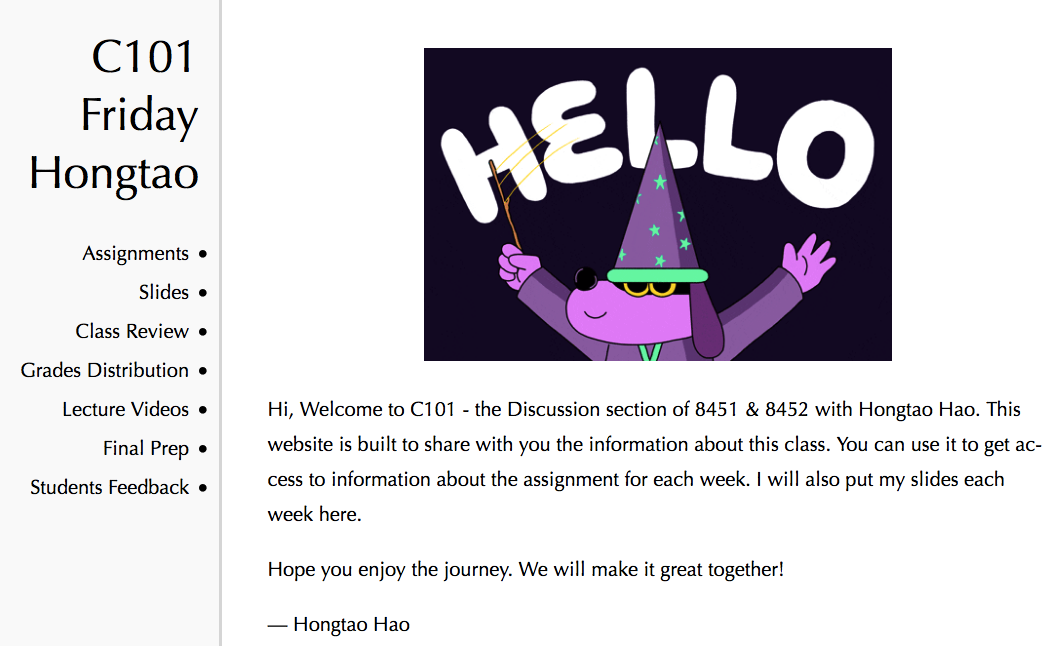 C101
Friday
Hongtao
Assignments
Slides
Class Review
Grades Distribution
Lecture Videos
Final Prep
Students Feedback
HELLO
Hi, Welcome to C101 - the Discussion section of 8451 & 8452 with Hongtao Hao. This
website is built to share with you the information about this class. You can use it to get ac-
cess to information about the assignment for each week. I will also put my slides each
week here.
Hope you enjoy the journey. We will make it great together!
— Hongtao Hao